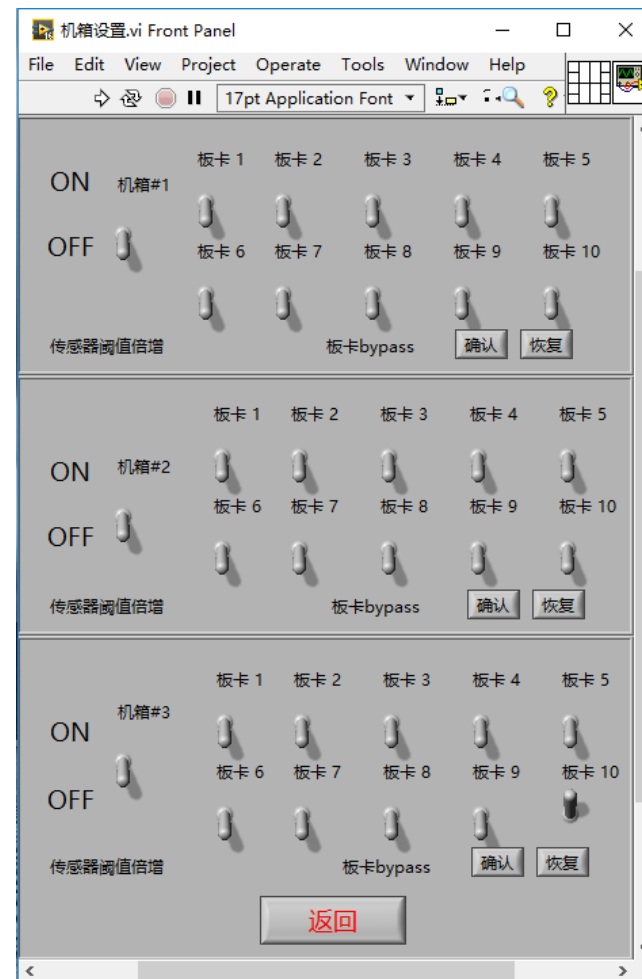 机箱设置.vi Front Panel
File Edit View Project Operate Tools Window Help
17pt Application Font
板卡 1 板卡 2 板卡 3 板卡 4 板卡 5
ON 机箱#1
OFF 板卡 6 板卡 7 板卡 8 板卡 9 板卡 10
传感器阈值倍增 板卡bypass 确认 恢复
板卡 1 板卡 2 板卡 3 板卡 4 板卡 5
ON 机箱#2
板卡 6 板卡 7 板卡 8 板卡 9 板卡 10
OFF
传感器阈值倍增 板卡bypass 确认 恢复
板卡 1 板卡 2 板卡 3 板卡 4 板卡 5
机箱#3
ON
板卡 6 板卡 7 板卡 8 板卡 9 板卡 10
OFF
传感器阈值倍增 板卡bypass 确认 恢复
返回